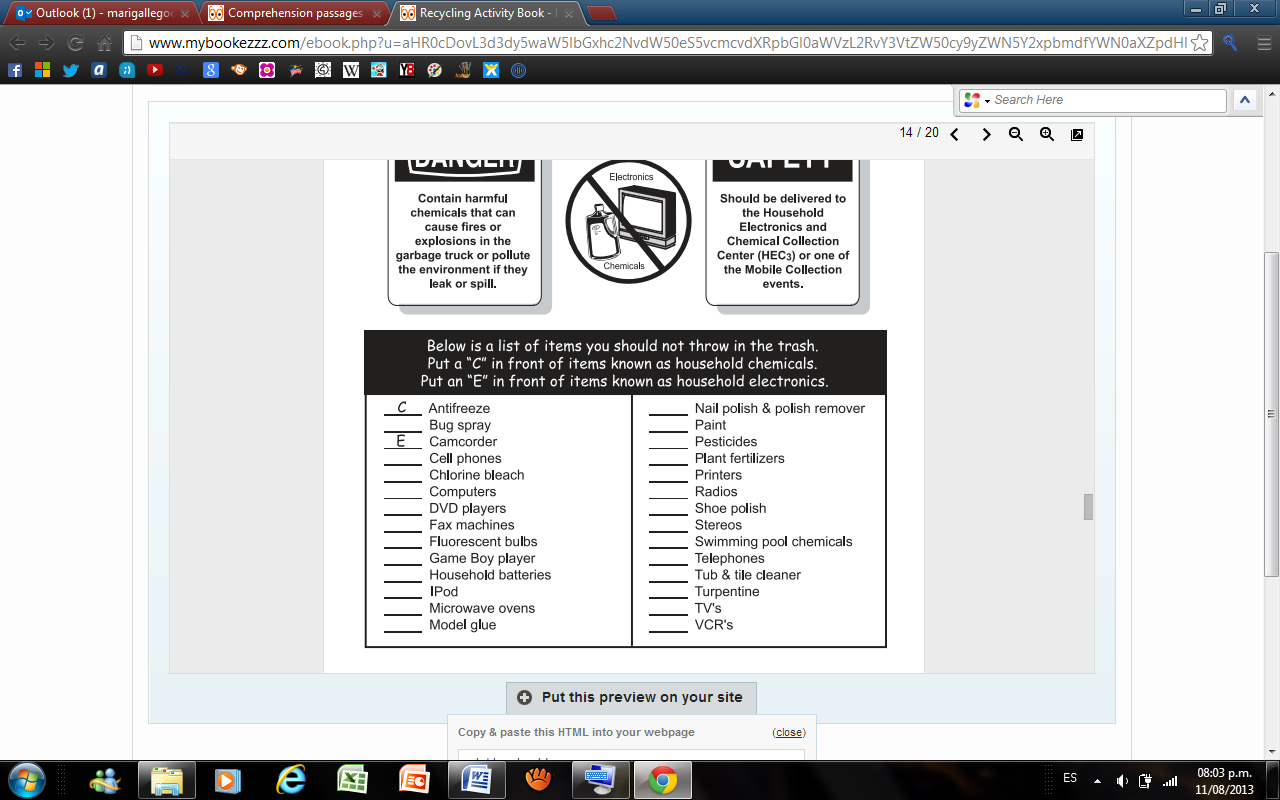 Outlook (1) - marigallego
Comprehension passages
Recycling Activity Book -
www.mybookezzz.com/ebook.php?u=aHR0cDovL3d3dy5waW5lbGxhc2NvdW50eS5vcmcvdXRpbGl0aWVzL2RvY3VtZW50cy9yZWN5Y2xpbmdfYWN0aXZpdHl
Search Here
14 / 20
DANGER
Contain harmful
chemicals that can
cause fires or
explosions in the
garbage truck or pollute
the environment if they
leak or spill.
Electronics
Chemicals
SAFETY
Should be delivered to
the Household
Electronics and
Chemical Collection
Center (HEC3) or one of
the Mobile Collection
events.
Below is a list of items you should not throw in the trash.
Put a “C” in front of items known as household chemicals.
Put an “E” in front of items known as household electronics.
C Antifreeze
Bug spray
E Camcorder
Cell phones
Chlorine bleach
Computers
DVD players
Fax machines
Fluorescent bulbs
Game Boy player
Household batteries
IPod
Microwave ovens
Model glue
Nail polish & polish remover
Paint
Pesticides
Plant fertilizers
Printers
Radios
Shoe polish
Stereos
Swimming pool chemicals
Telephones
Tub & tile cleaner
Turpentine
TV's
VCR's
Put this preview on your site
Copy & paste this HTML into your webpage
(close)
ES
08:03 p.m.
11/08/2013